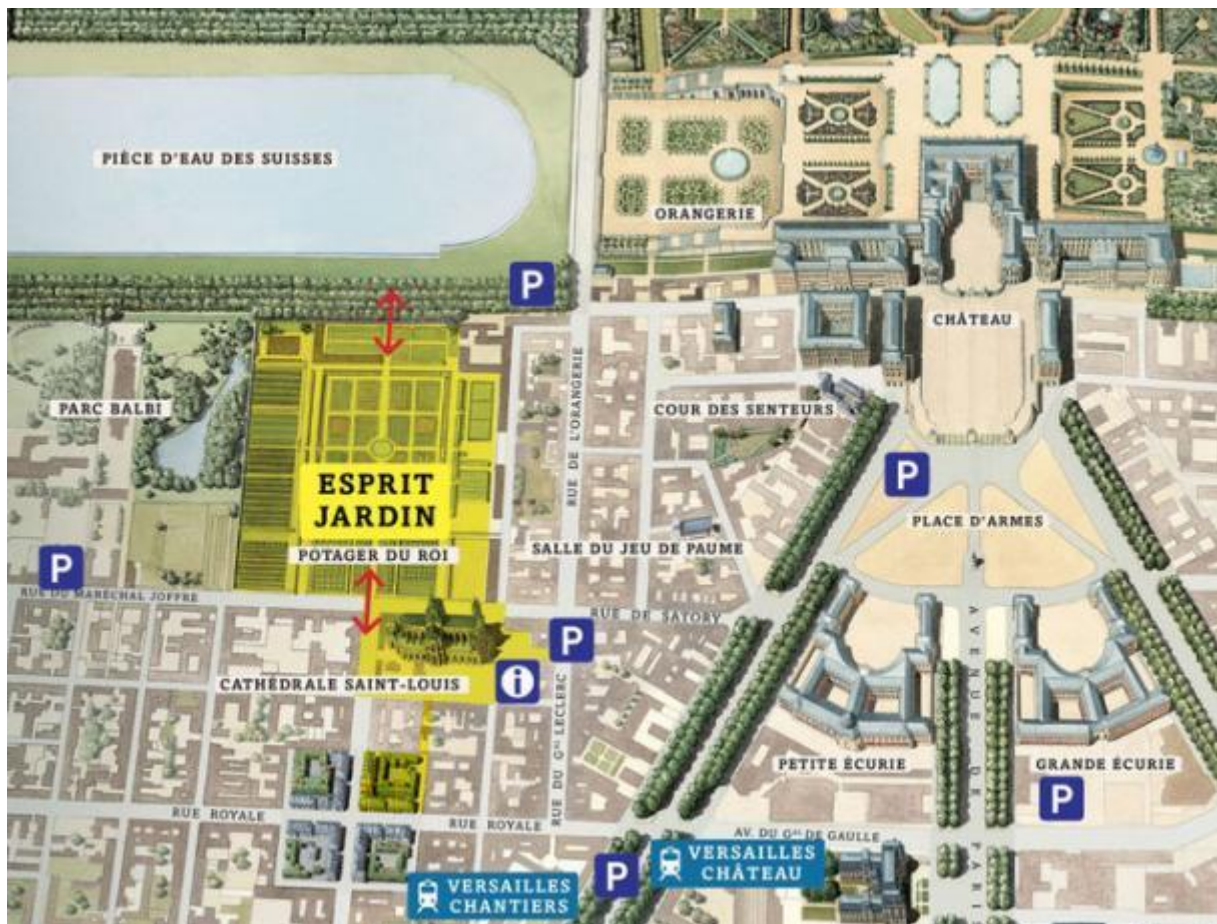 PIÈCE D'EAU DES SUISSES
ORANGERIE
P
CHÂTEAU
PARC BALBI
RUE DE L'ORANGERIE
COUR DES SENTEURS
P
ESPRIT
JARDIN
PLACE D'ARMES
POTAGER DU ROI
SALLE DU JEU DE PAUME
P
RUE DU MARÉCHAL JOFFRE
RUE DE SATORY
P
CATHÉDRALE SAINT-LOUIS
i
RUE DU GAL LECLERC
AVENUE DE PARIS
PETITE ÉCURIE
GRANDE ÉCURIE
P
RUE ROYALE
RUE ROYALE
AV. DU GAL DE GAULLE
P
VERSAILLES
CHÂTEAU
VERSAILLES
CHANTIERS